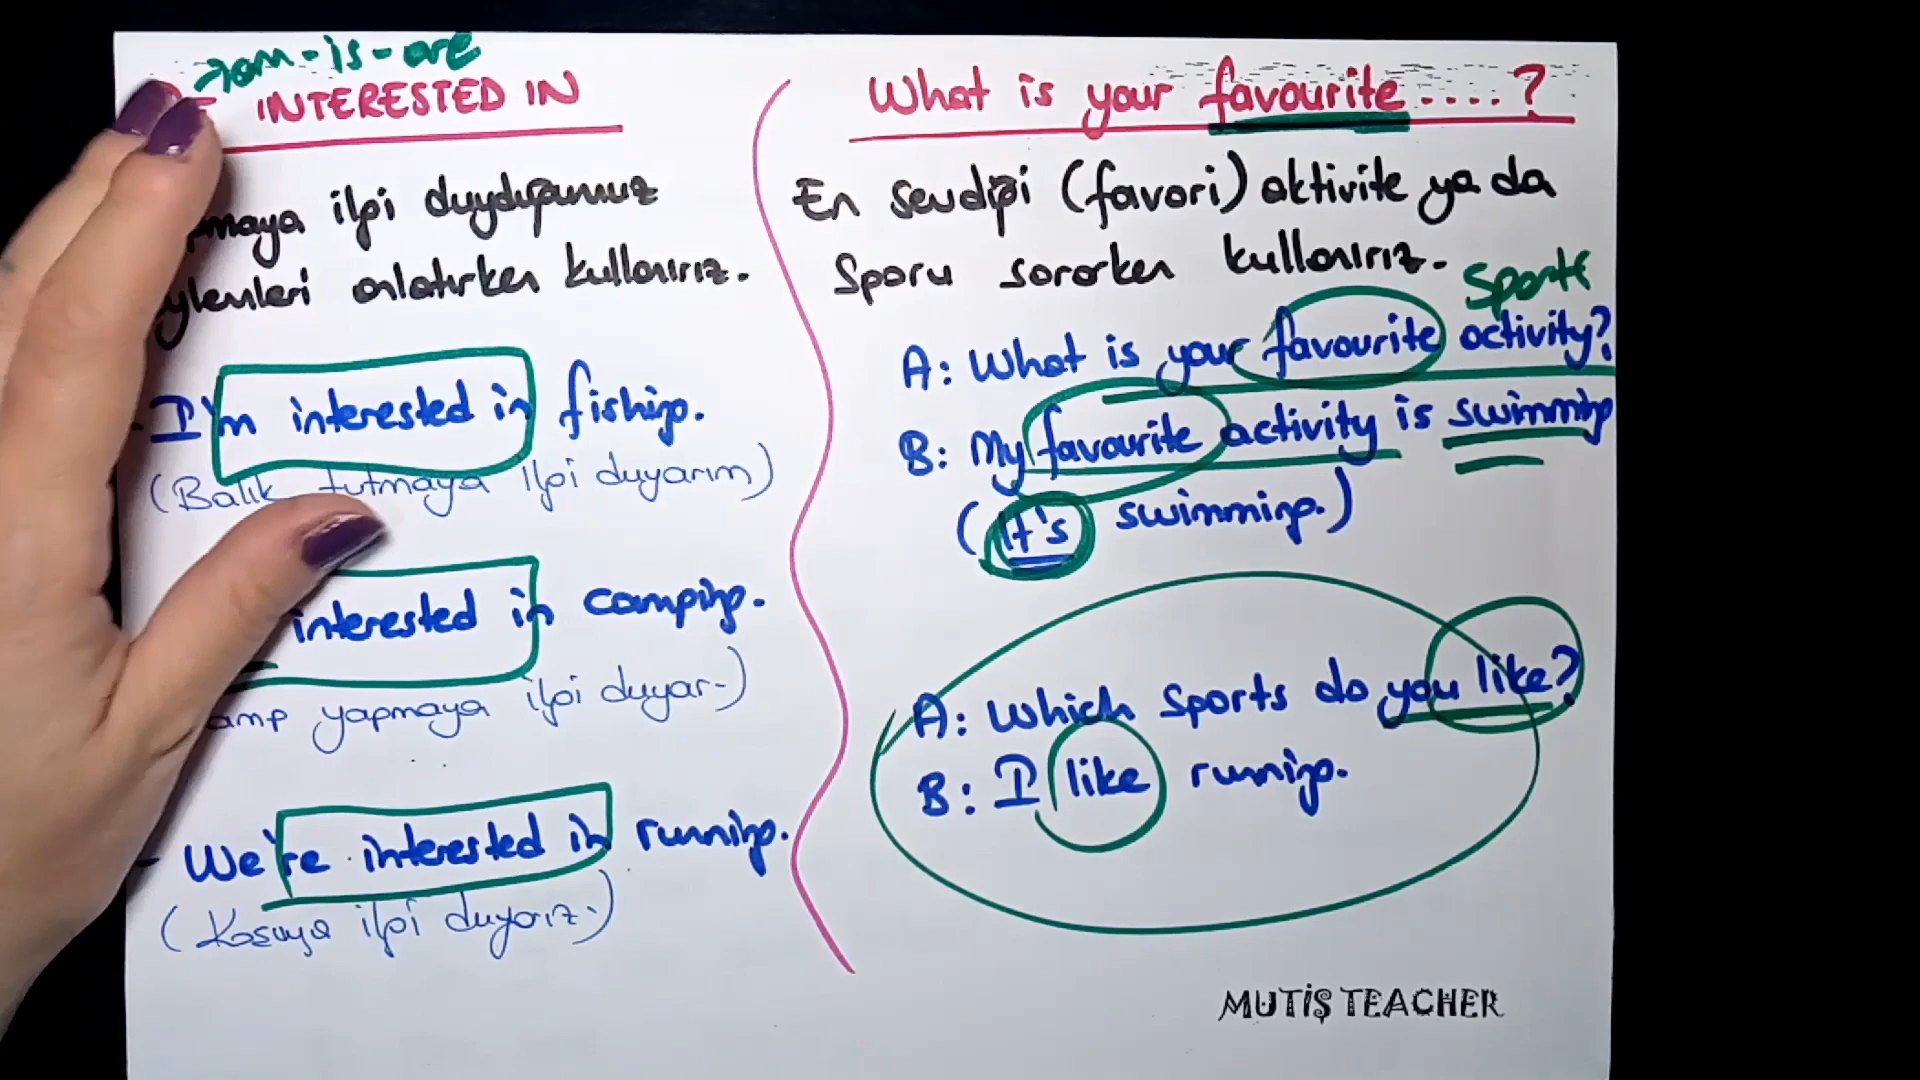 am-is-are
INTERESTED IN
ilgi duyduğumuz
anlatırken kullanırız.
I'm interested in fishing.
(Balık tutmaya ilgi duyarım)
interested in camping.
yapmaya ilgi duyar-)
- We're interested in running.
(Koşuya ilgi duyarız.)
What is your favourite ....?
En sevdiği (favori) aktivite ya da
Sporu sorarken kullanırız.
Sports
A: What is your favourite activity?
B: My favourite activity is swimming
(It's swimming.)
A: Which sports do you like?
B: I like running.
MUTİŞ TEACHER